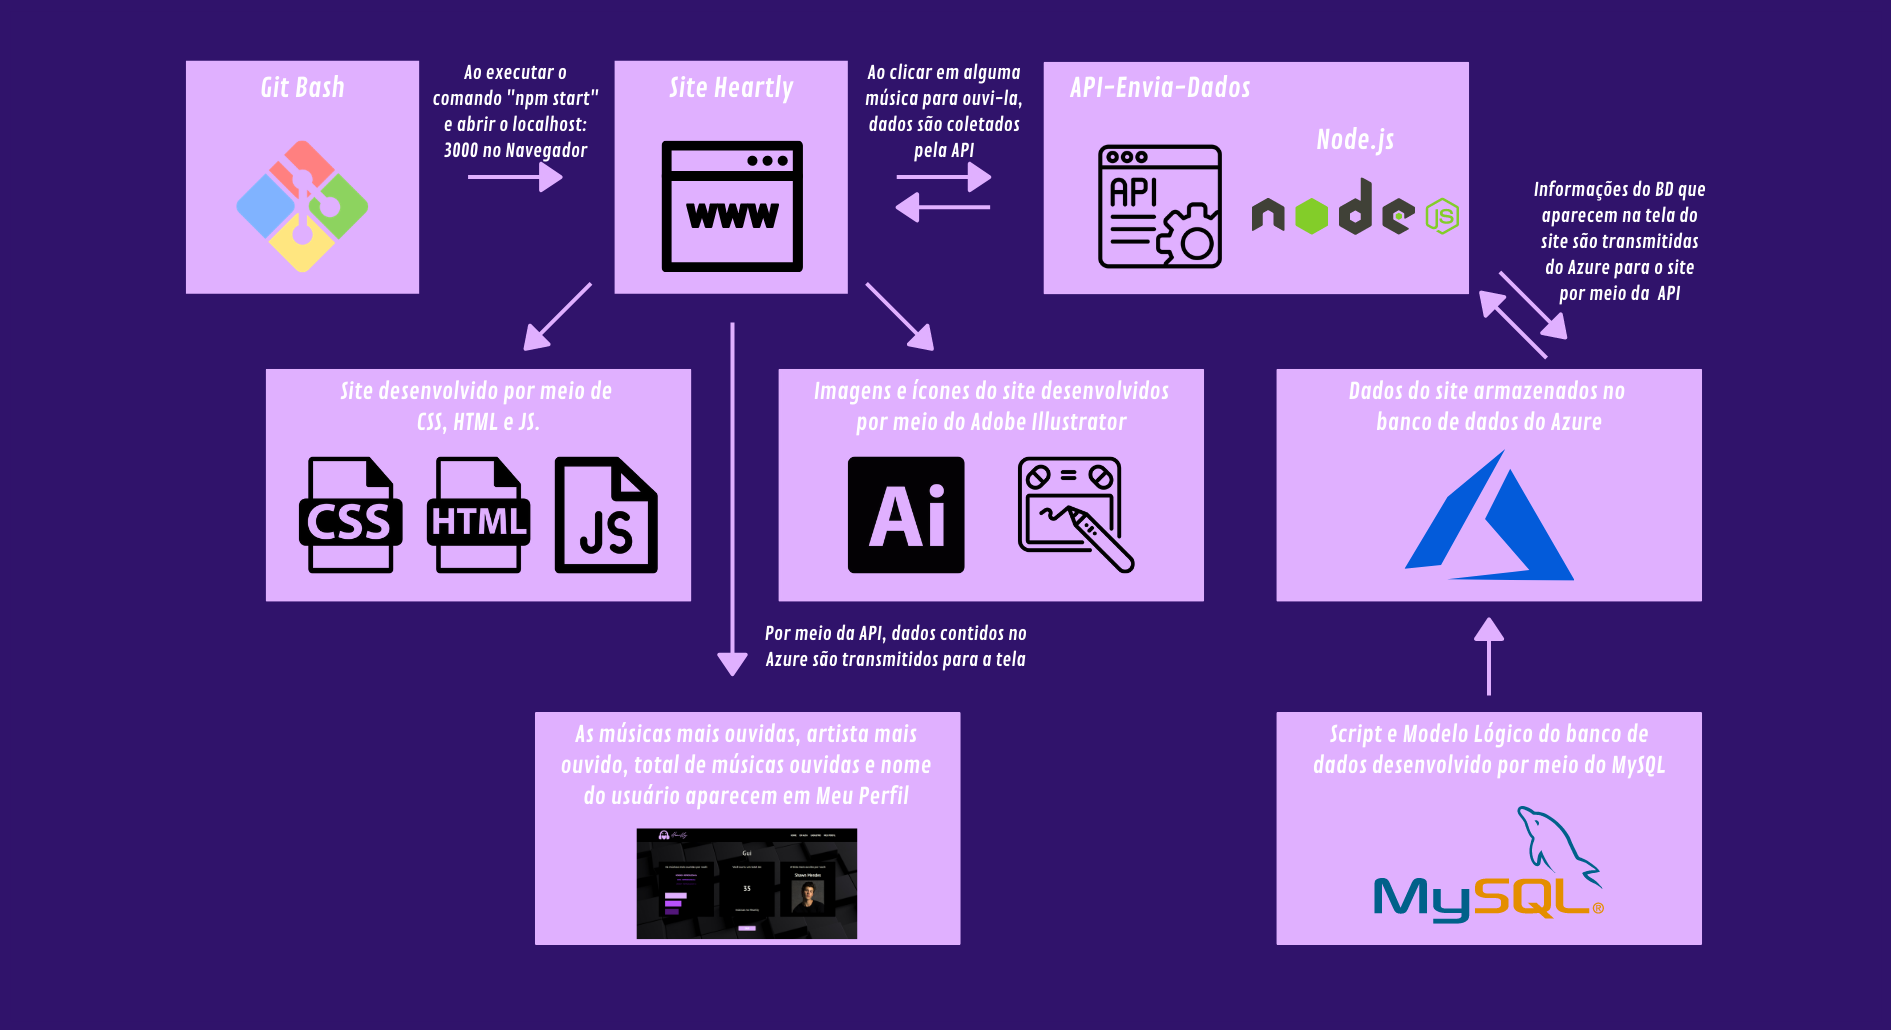 Git Bash
Ao executar o
comando "npm start"
e abrir o localhost:
3000 no Navegador
Site Heartly
WWW
Ao clicar em alguma
música para ouvi-la,
dados são coletados
pela API
API-Envia-Dados
API
Node.js
node
JS
Informações do BD que
aparecem na tela do
site são transmitidas
do Azure para o site
por meio da API
Site desenvolvido por meio de
CSS, HTML e JS.
CSS
HTML
JS
Imagens e ícones do site desenvolvidos
por meio do Adobe Illustrator
Ai
Dados do site armazenados no
banco de dados do Azure
Por meio da API, dados contidos no
Azure são transmitidos para a tela
As músicas mais ouvidas, artista mais
ouvido, total de músicas ouvidas e nome
do usuário aparecem em Meu Perfil
Gui
35
Shawn Mendes
Script e Modelo Lógico do banco de
dados desenvolvido por meio do MySQL
MySQL®